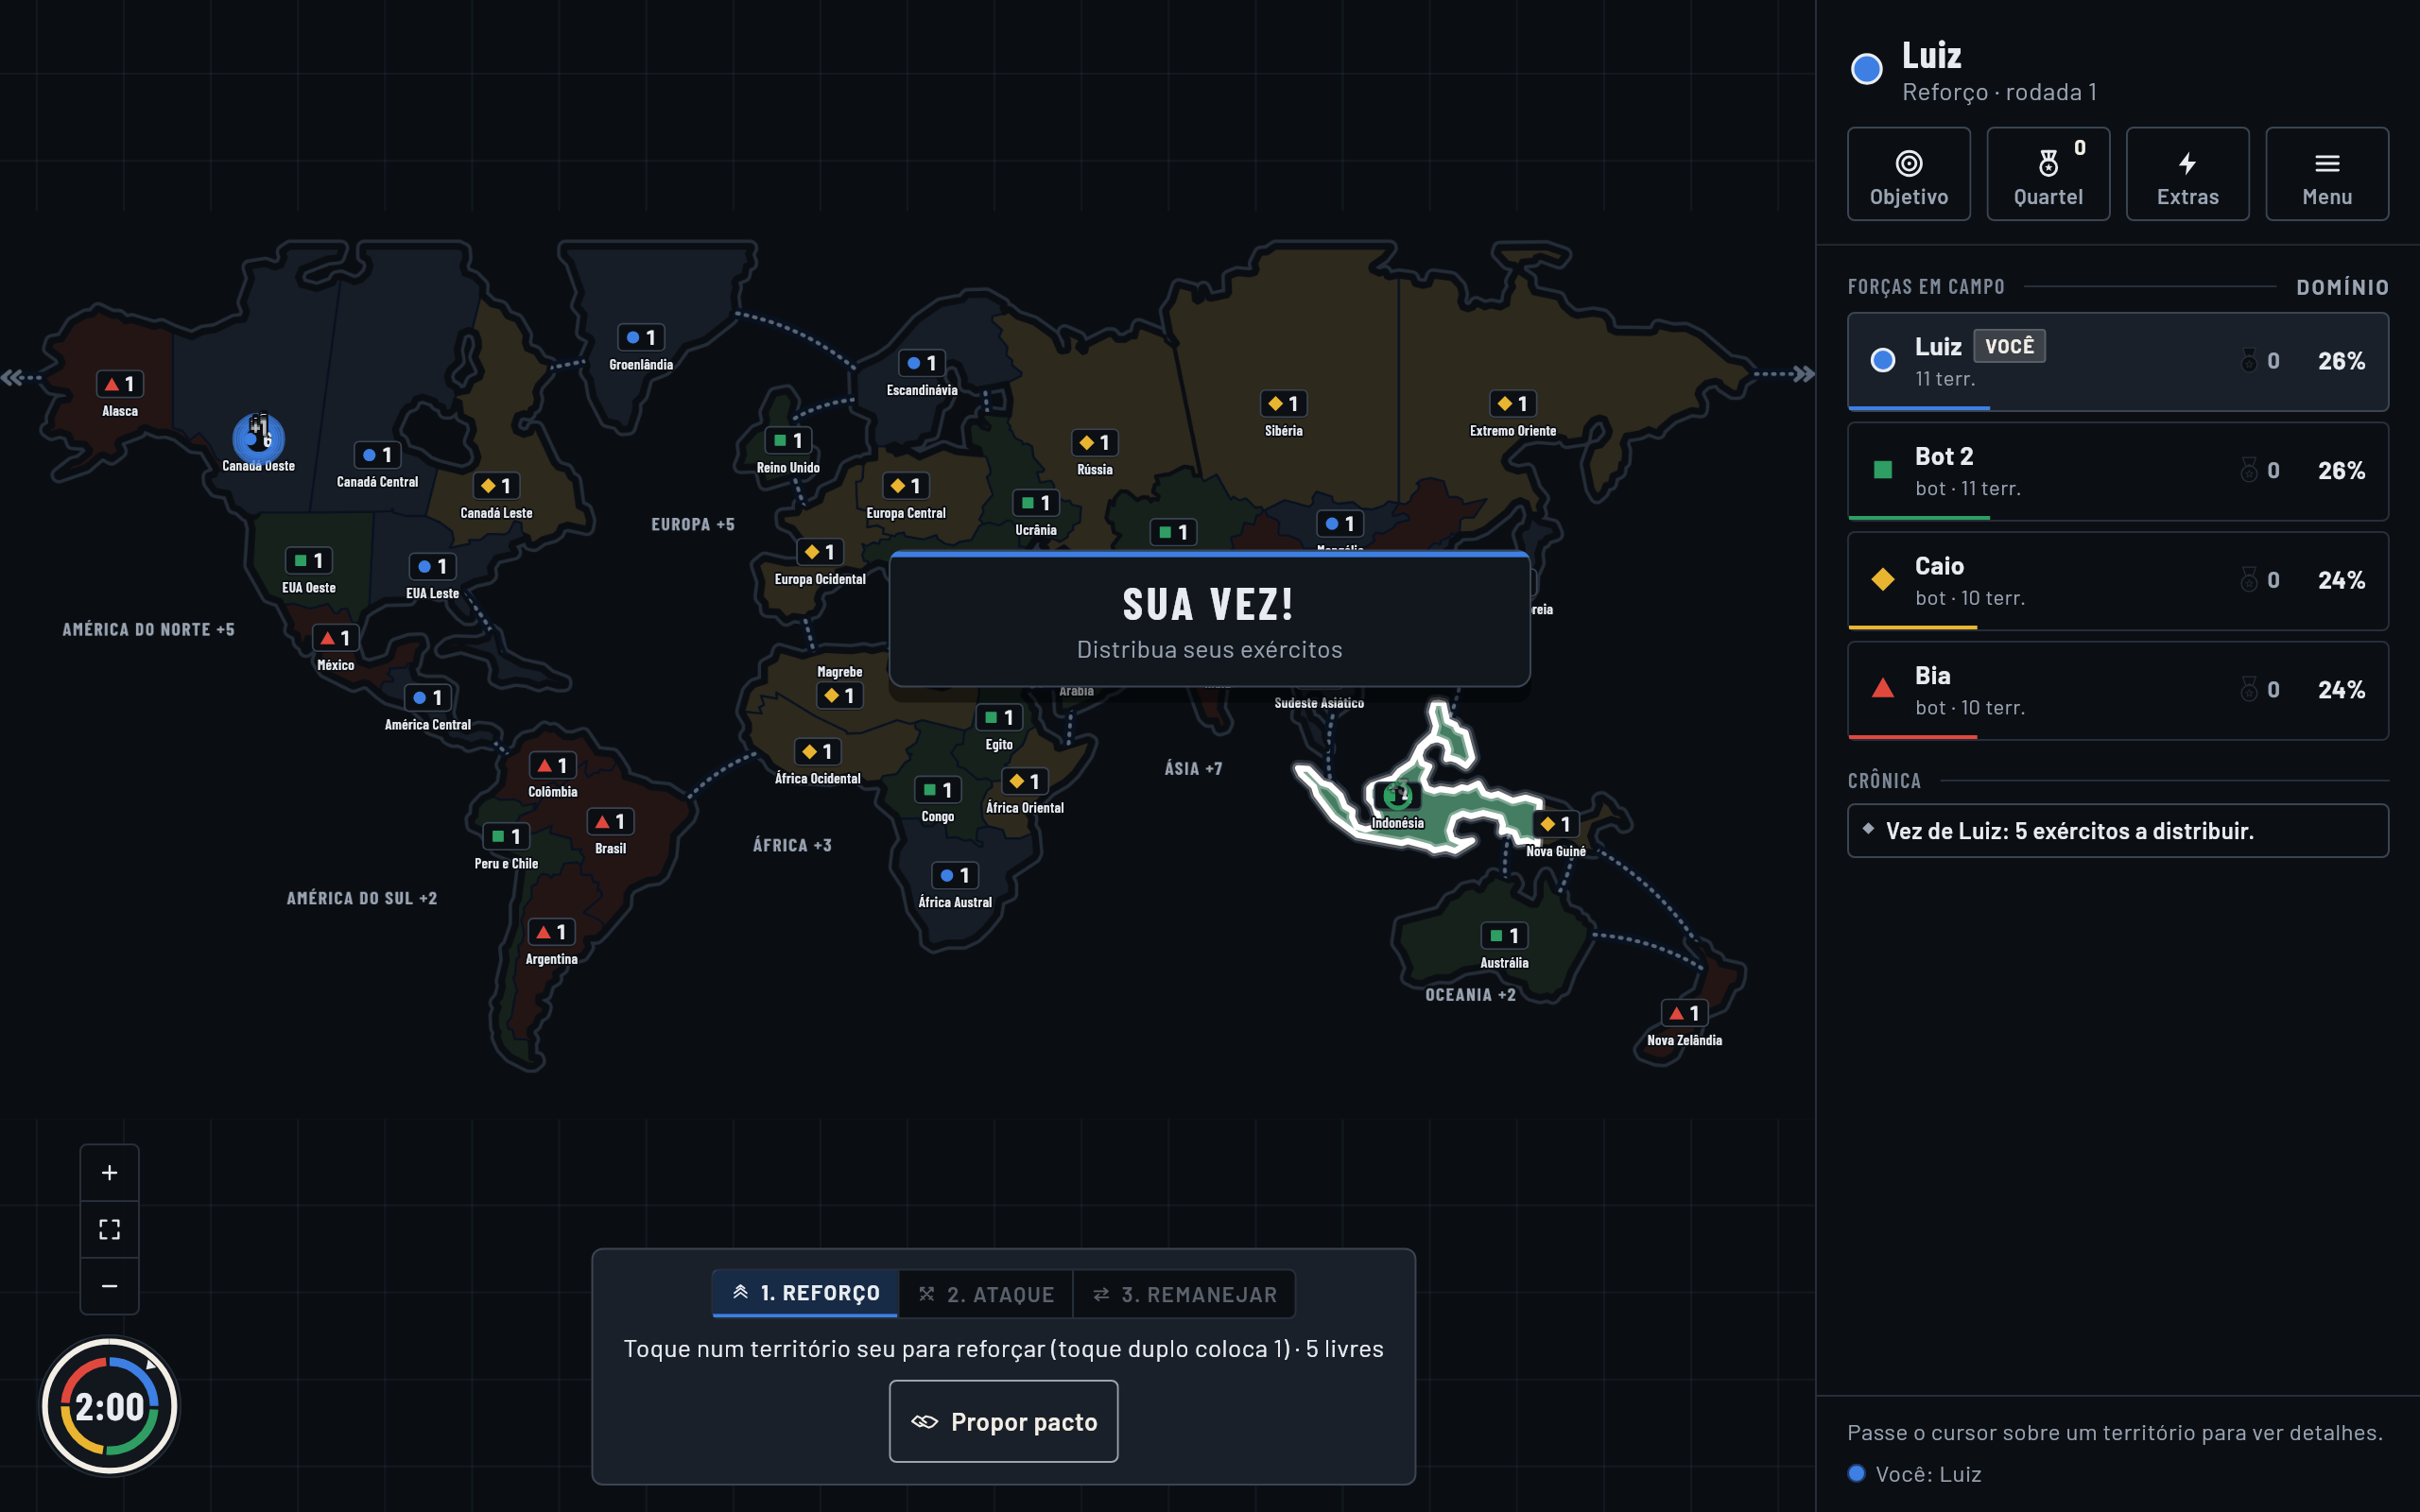 Luiz
Reforço · rodada 1
Objetivo
0
Quartel
Extras
Menu
FORÇAS EM CAMPO
DOMÍNIO
Luiz
VOCÊ
11 terr.
0
26%
Bot 2
bot · 11 terr.
0
26%
Caio
bot · 10 terr.
0
24%
Bia
bot · 10 terr.
0
24%
CRÔNICA
Vez de Luiz: 5 exércitos a distribuir.
Passe o cursor sobre um território para ver detalhes.
Você: Luiz
1
Alasca
Canadá Oeste
1
Canadá Central
1
Canadá Leste
1
Groenlândia
1
EUA Oeste
1
EUA Leste
AMÉRICA DO NORTE +5
1
México
1
América Central
1
Colômbia
1
Brasil
1
Peru e Chile
1
Argentina
AMÉRICA DO SUL +2
1
Escandinávia
1
Reino Unido
1
Europa Central
1
Rússia
1
Ucrânia
1
Europa Ocidental
EUROPA +5
1
Sibéria
1
Extremo Oriente
1
1
SUA VEZ!
Distribua seus exércitos
Magrebe
1
1
África Ocidental
1
Egito
1
Congo
1
África Oriental
1
África Austral
ÁFRICA +3
Arábia
Sudeste Asiático
ÁSIA +7
Indonésia
1
Nova Guiné
1
Austrália
OCEANIA +2
1
Nova Zelândia
+
−
2:00
1. REFORÇO
2. ATAQUE
3. REMANEJAR
Toque num território seu para reforçar (toque duplo coloca 1) · 5 livres
Propor pacto